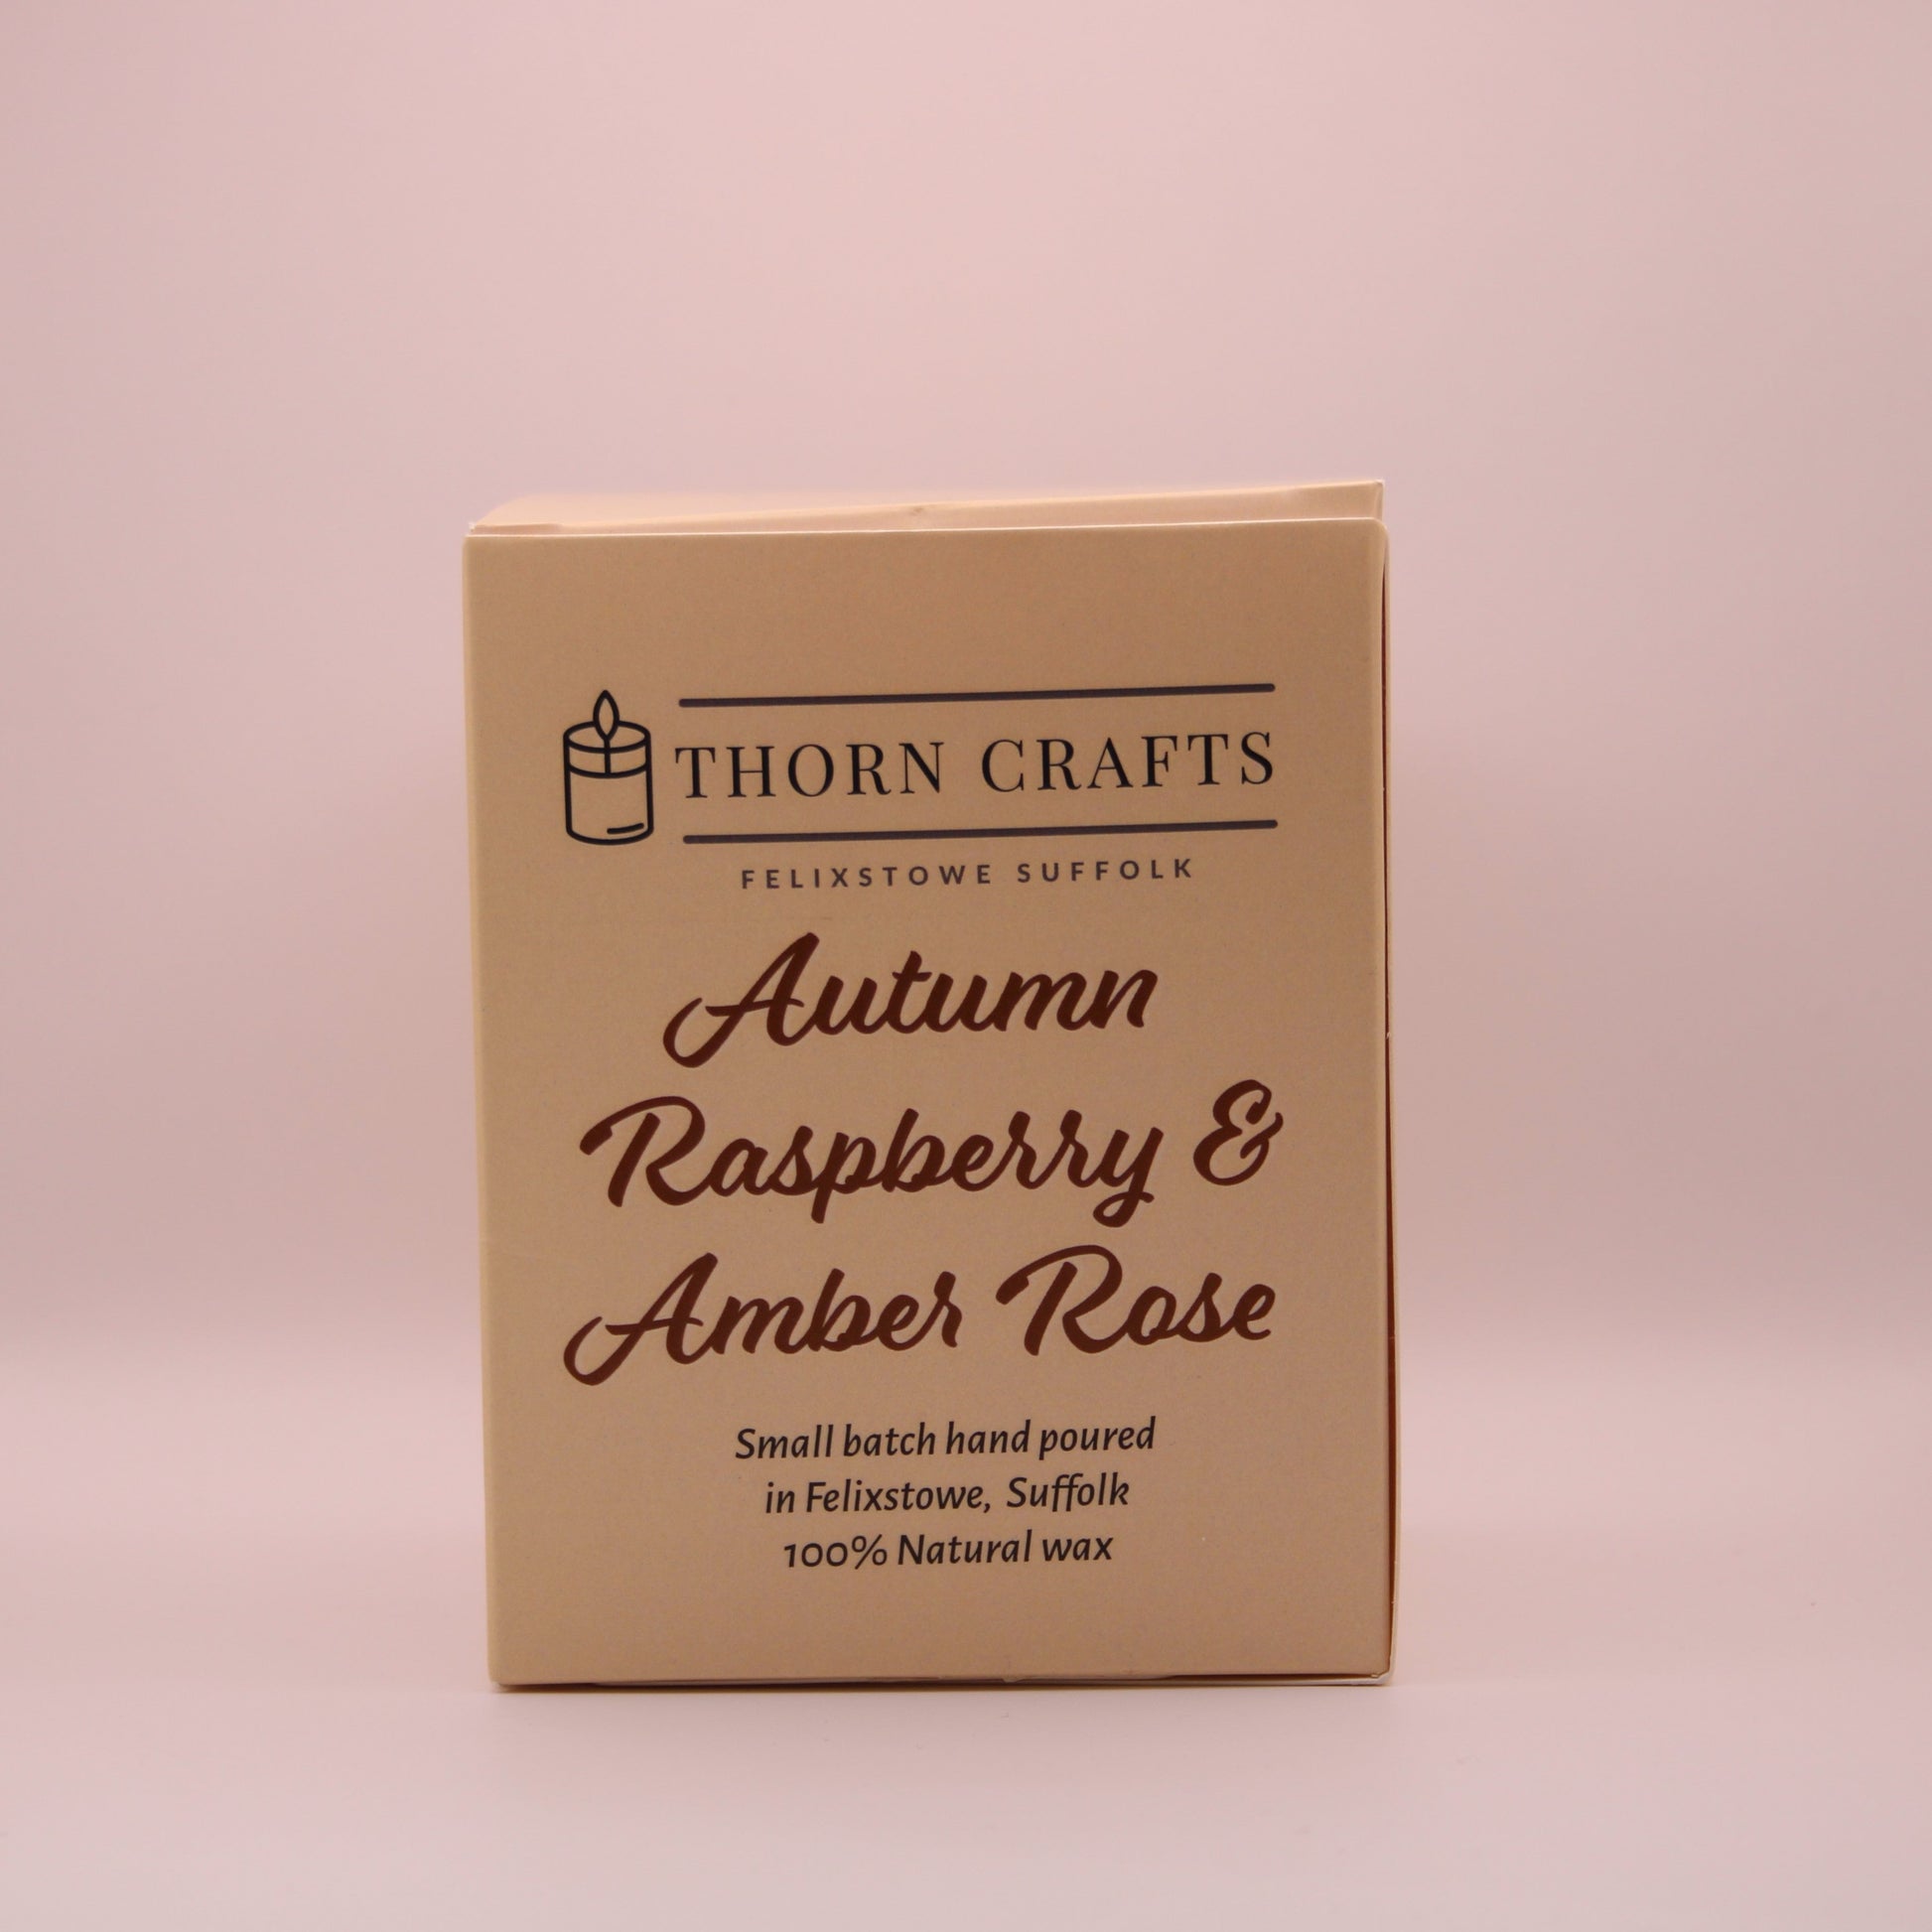 THORN CRAFTS
FELIXSTOWE SUFFOLK
Autumn
Raspberry &
Amber Rose
Small batch hand poured
in Felixstowe, Suffolk
100% Natural wax